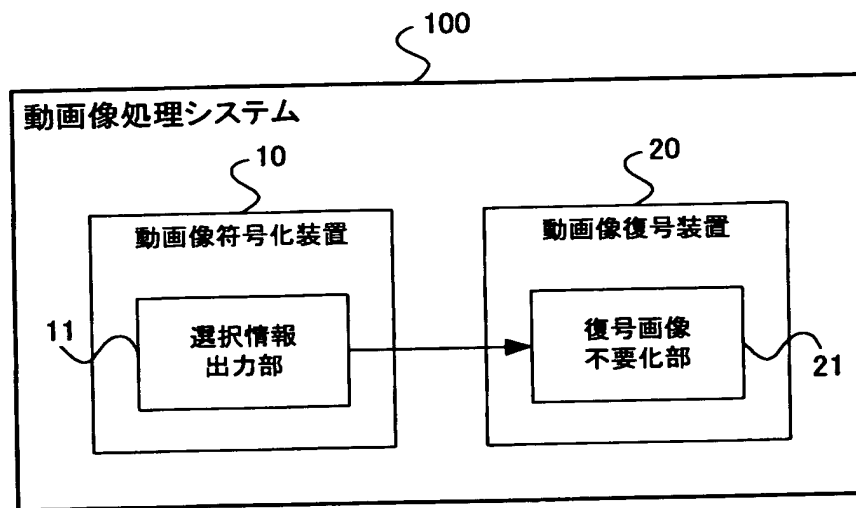 100
動画像処理システム
10
20
動画像符号化装置
動画像復号装置
11
選択情報
出力部
復号画像
不要化部
21